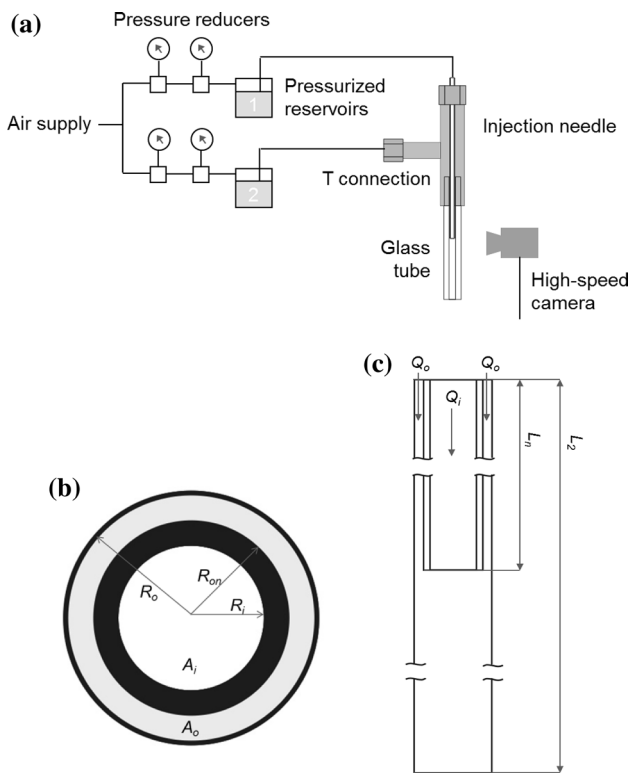 (a)
Pressure reducers
1
Pressurized
reservoirs
Air supply
Injection needle
2
T connection
Glass
tube
High-speed
camera
(c)
Qo
Qo
Qi
Ln
L2
(b)
Ro
Ron
Ri
Ai
Ao